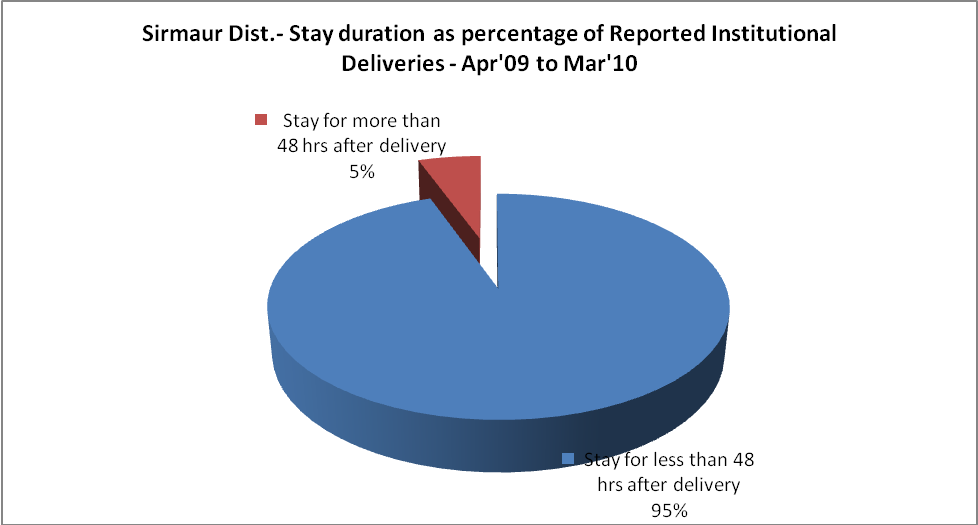 Sirmaur Dist.- Stay duration as percentage of Reported Institutional
Deliveries - Apr'09 to Mar'10
Stay for more than
48 hrs after delivery
5%
Stay for less than 48
hrs after delivery
95%